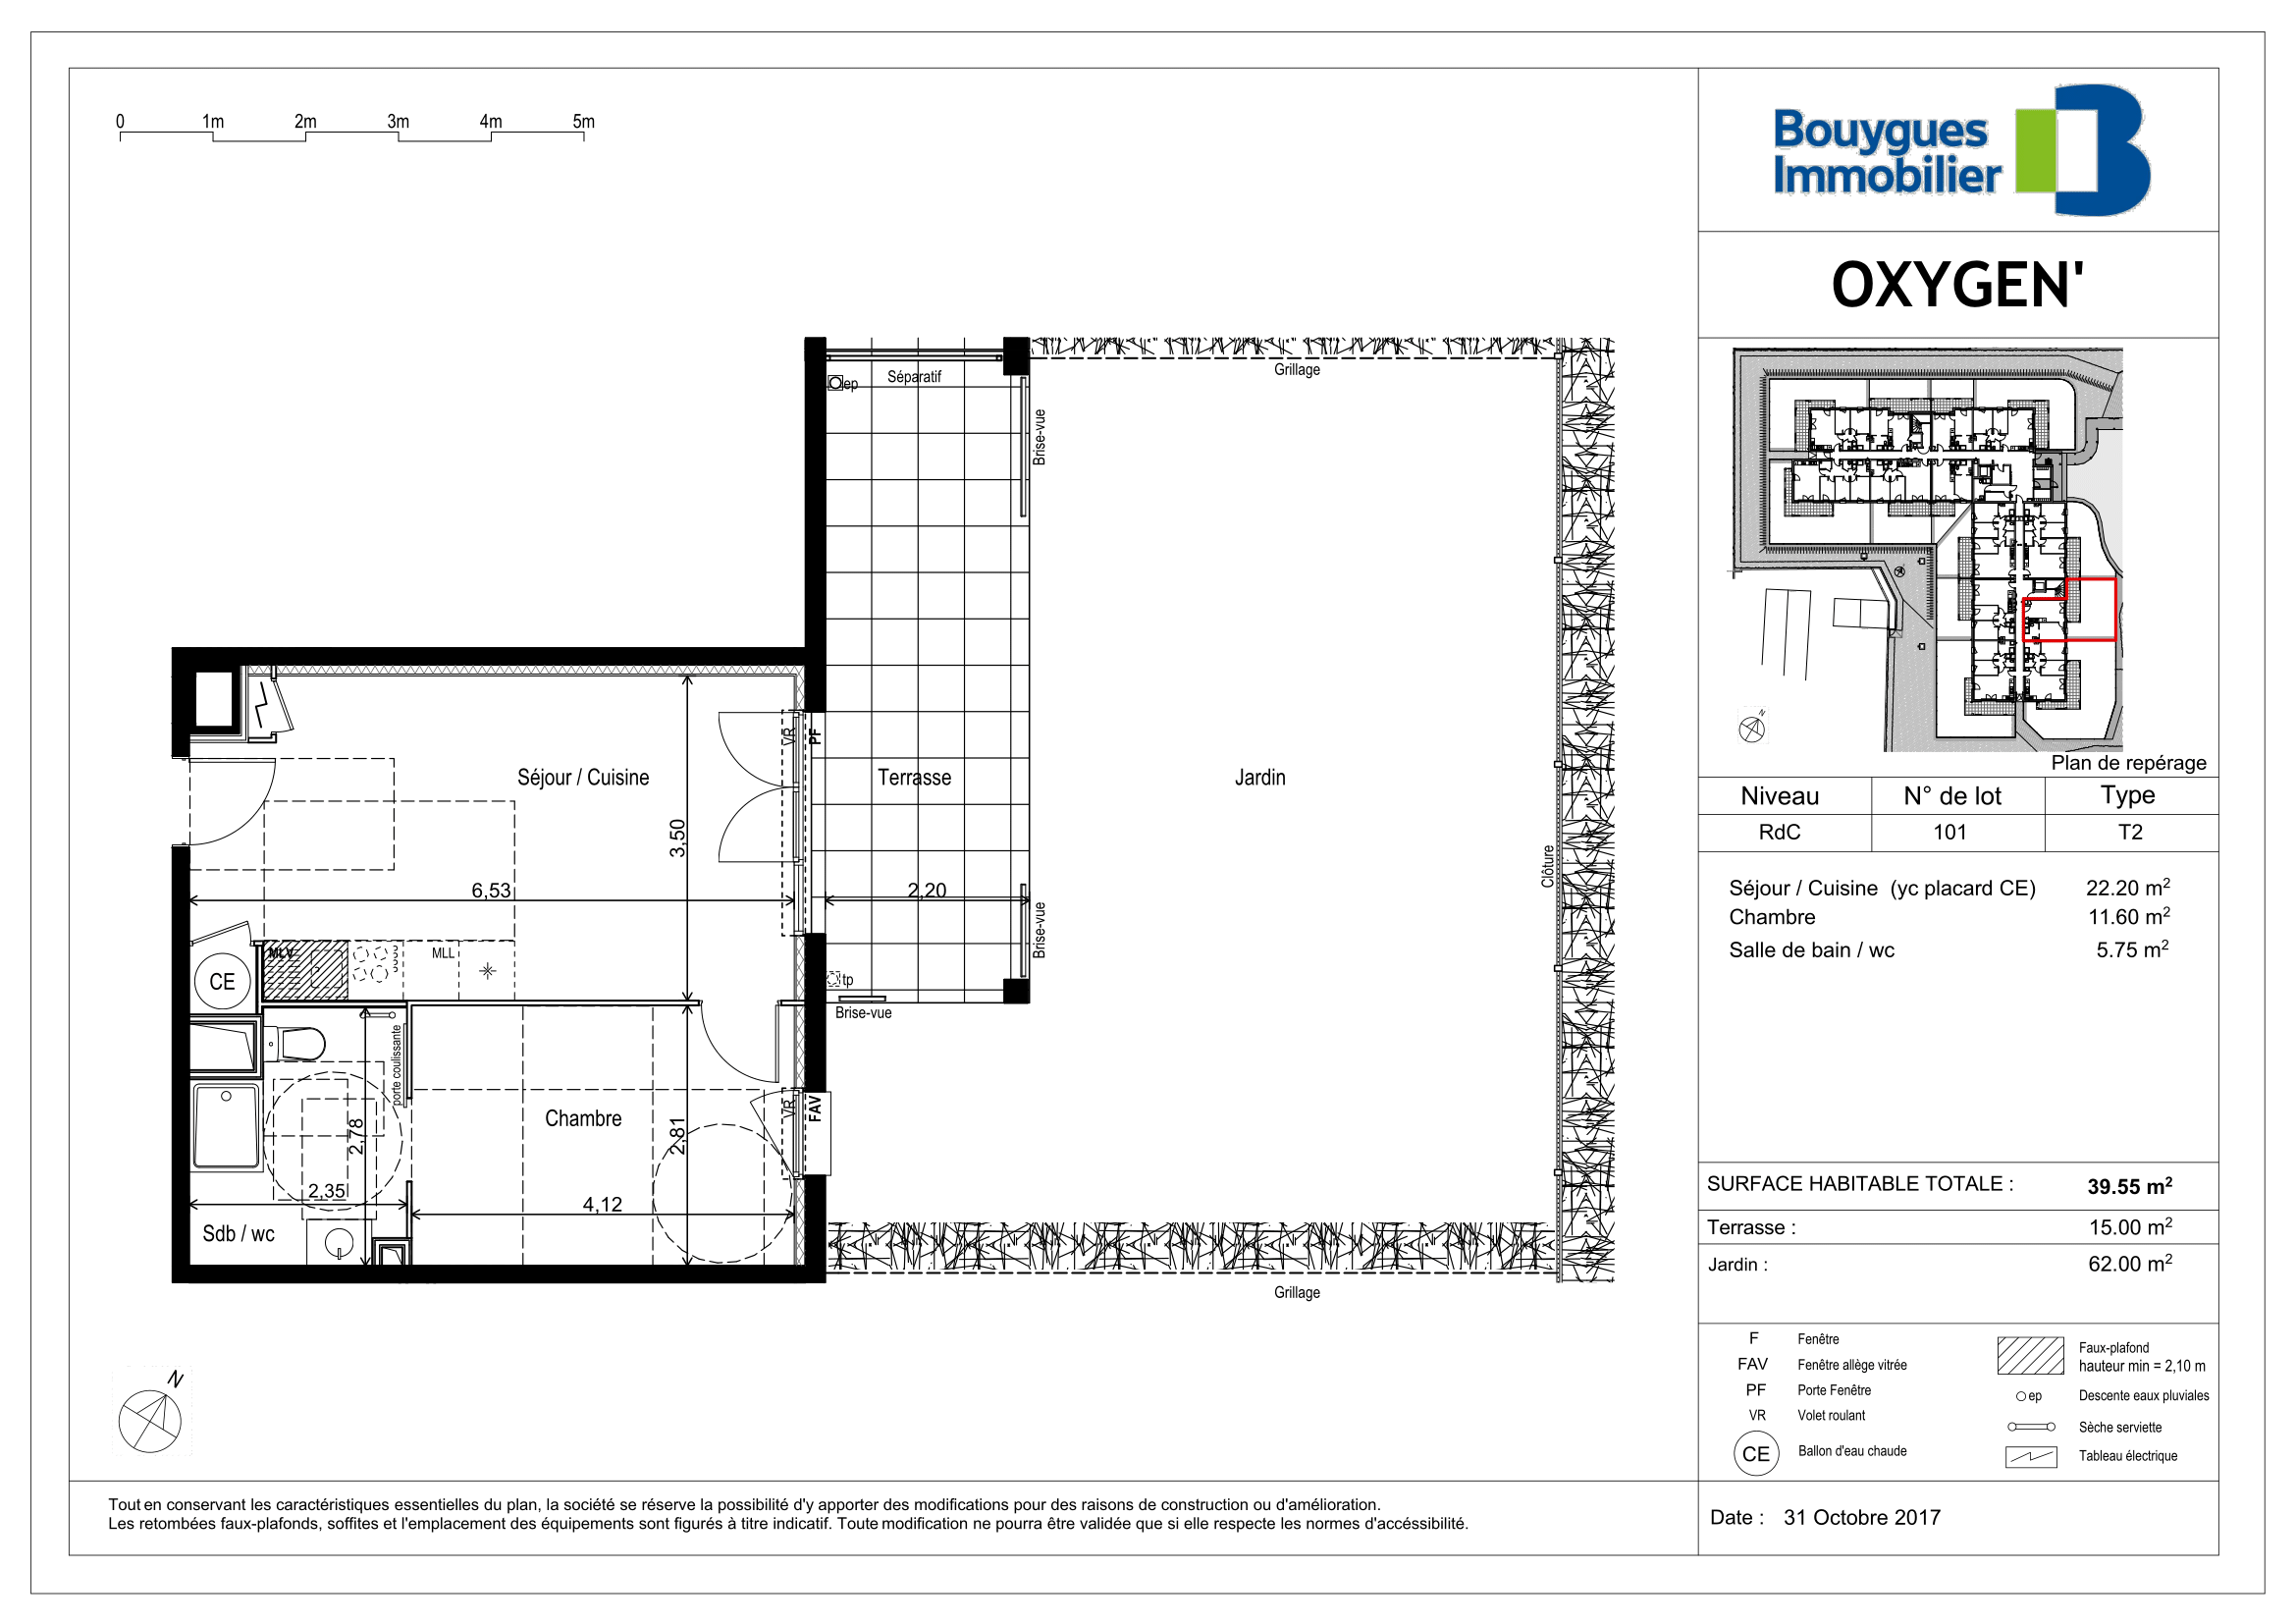 0 1m 2m 3m 4m 5m
Bouygues
Immobilier
OXYGEN'
ep
Séparatif
Brise-vue
Grillage
Séjour / Cuisine
VR
PF
Terrasse
Jardin
3,50
6,53
2,20
Clôture
Brise-vue
MLV
MLL
CE
tp
Brise-vue
porte coulissante
Chambre
VR
FAV
2,78
2,81
2,35
4,12
Sdb / wc
Grillage
N
N
Plan de repérage
Niveau N° de lot Type
RdC 101 T2
Séjour / Cuisine (yc placard CE) 22.20 m²
Chambre 11.60 m²
Salle de bain / wc 5.75 m²
SURFACE HABITABLE TOTALE : 39.55 m²
Terrasse : 15.00 m²
Jardin : 62.00 m²
F Fenêtre
FAV Fenêtre allège vitrée
PF Porte Fenêtre
VR Volet roulant
CE Ballon d'eau chaude
Faux-plafond
hauteur min = 2,10 m
ep Descente eaux pluviales
Sèche serviette
Tableau électrique
Tout en conservant les caractéristiques essentielles du plan, la société se réserve la possibilité d'y apporter des modifications pour des raisons de construction ou d'amélioration.
Les retombées faux-plafonds, soffites et l'emplacement des équipements sont figurés à titre indicatif. Toute modification ne pourra être validée que si elle respecte les normes d'accéssibilité.
Date : 31 Octobre 2017